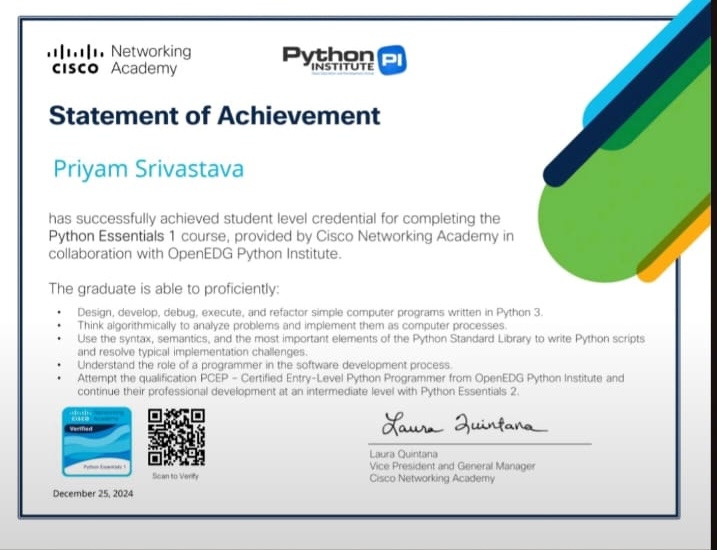 Networking
CISCO Academy
Python
INSTITUTE
PI
Statement of Achievement
Priyam Srivastava
has successfully achieved student level credential for completing the
Python Essentials 1 course, provided by Cisco Networking Academy in
collaboration with OpenEDG Python Institute.
The graduate is able to proficiently:
• Design, develop, debug, execute, and refactor simple computer programs written in Python 3.
• Think algorithmically to analyze problems and implement them as computer processes.
• Use the syntax, semantics, and the most important elements of the Python Standard Library to write Python scripts
and resolve typical implementation challenges.
• Understand the role of a programmer in the software development process.
• Attempt the qualification PCEP – Certified Entry-Level Python Programmer from OpenEDG Python Institute and
continue their professional development at an intermediate level with Python Essentials 2.
CISCO
Verified
Python Essentials 1
Scan to Verify
December 25, 2024
Laura Quintana
Laura Quintana
Vice President and General Manager
Cisco Networking Academy